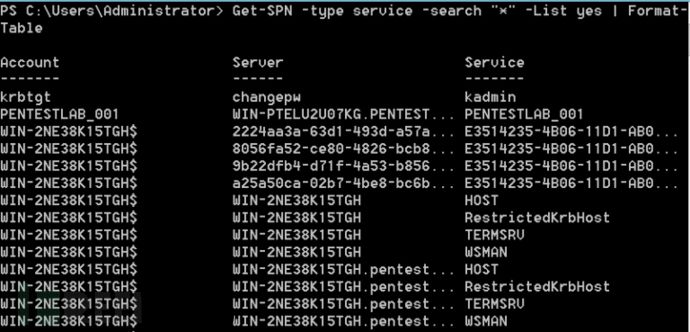 PS C:\Users\Administrator> Get-SPN -type service -search "*" -List yes | Format-
Table
Account Server Service
------- ------ -------
krbtgt changepw kadmin
PENTESTLAB_001 WIN-PTELU2U07KG.PENTEST... PENTESTLAB_001
WIN-2NE38K15TGH$ 2224aa3a-63d1-493d-a57a... E3514235-4B06-11D1-AB0...
WIN-2NE38K15TGH$ 8056fa52-ce80-4826-bcb8... E3514235-4B06-11D1-AB0...
WIN-2NE38K15TGH$ 9b22dfb4-d71f-4a53-b856... E3514235-4B06-11D1-AB0...
WIN-2NE38K15TGH$ a25a50ca-02b7-4be8-bc6b... E3514235-4B06-11D1-AB0...
WIN-2NE38K15TGH$ WIN-2NE38K15TGH HOST
WIN-2NE38K15TGH$ WIN-2NE38K15TGH RestrictedKrbHost
WIN-2NE38K15TGH$ WIN-2NE38K15TGH TERMSRV
WIN-2NE38K15TGH$ WIN-2NE38K15TGH WSMAN
WIN-2NE38K15TGH$ WIN-2NE38K15TGH.pentest... HOST
WIN-2NE38K15TGH$ WIN-2NE38K15TGH.pentest... RestrictedKrbHost
WIN-2NE38K15TGH$ WIN-2NE38K15TGH.pentest... TERMSRV
WIN-2NE38K15TGH$ WIN-2NE38K15TGH.pentest... WSMAN